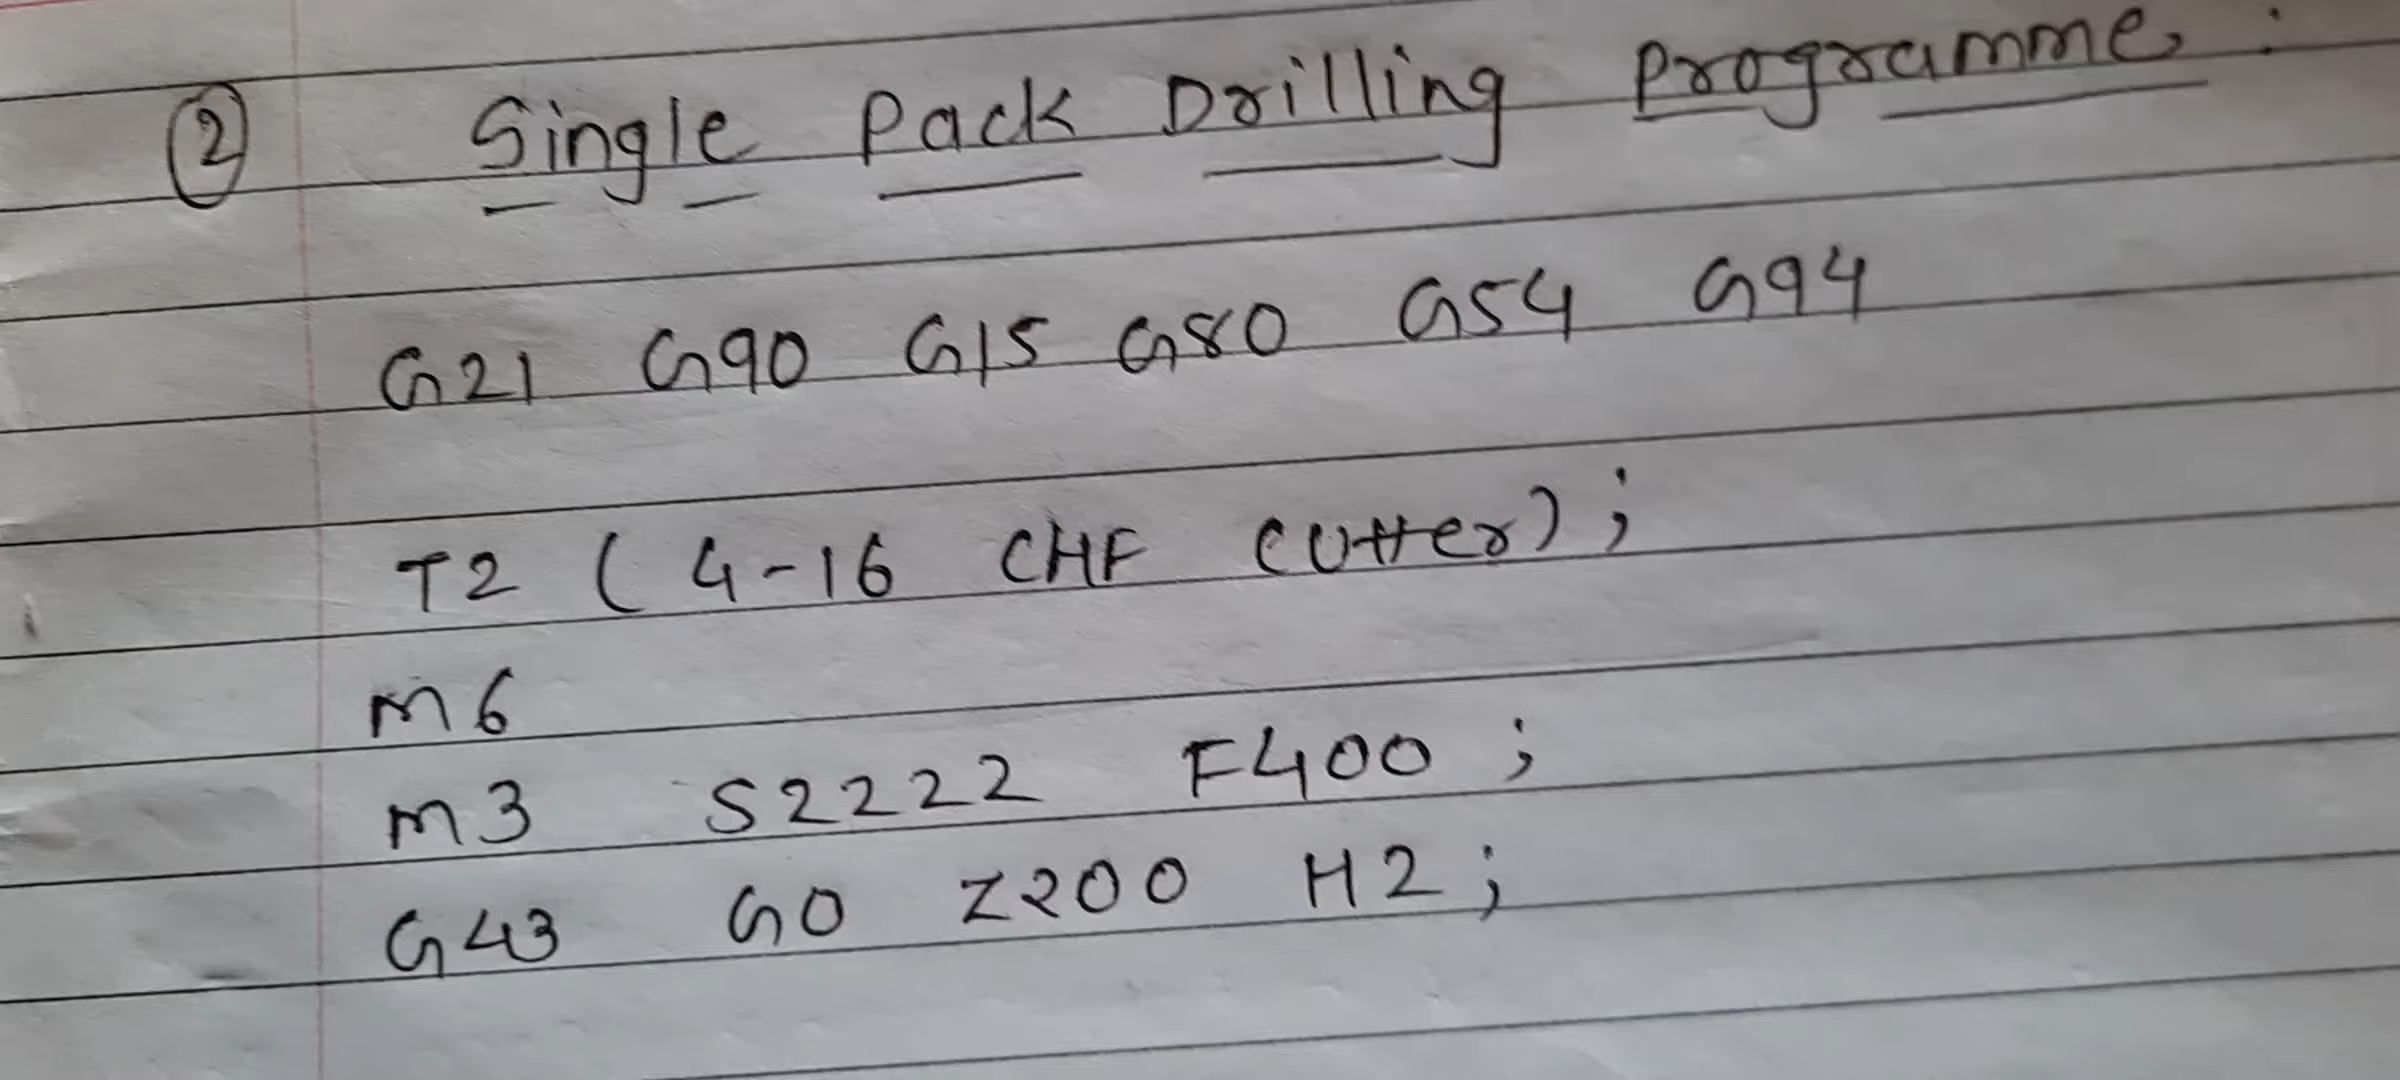 ② Single Pack Drilling Programme :
G21 G90 G15 G80 G54 G94
T2 ( 4-16 CHF Cutter) ;
m6
m3 S2222 F400 ;
G43 G0 Z200 H2 ;